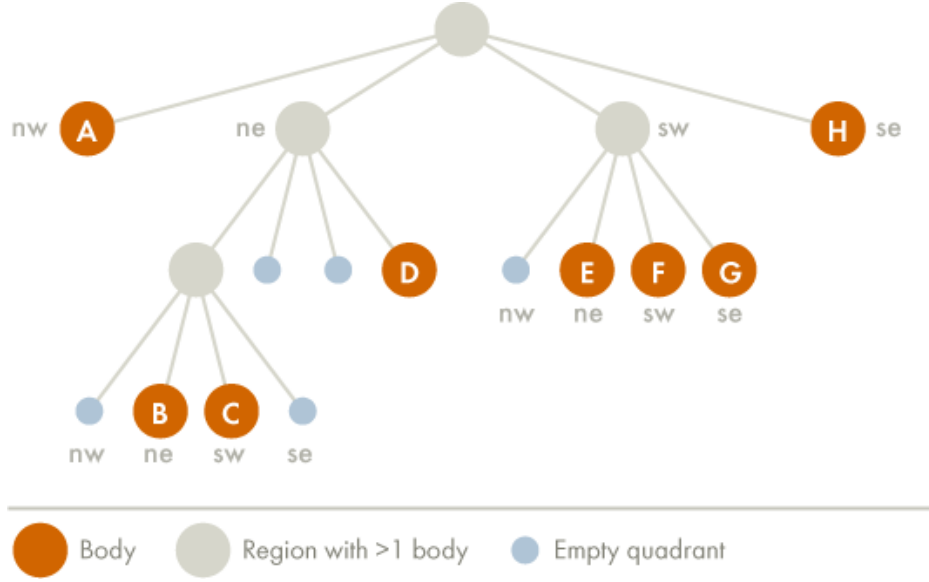 nw A ne sw H se
D E F G
nw ne sw se
B C
nw ne sw se
Body Region with >1 body Empty quadrant